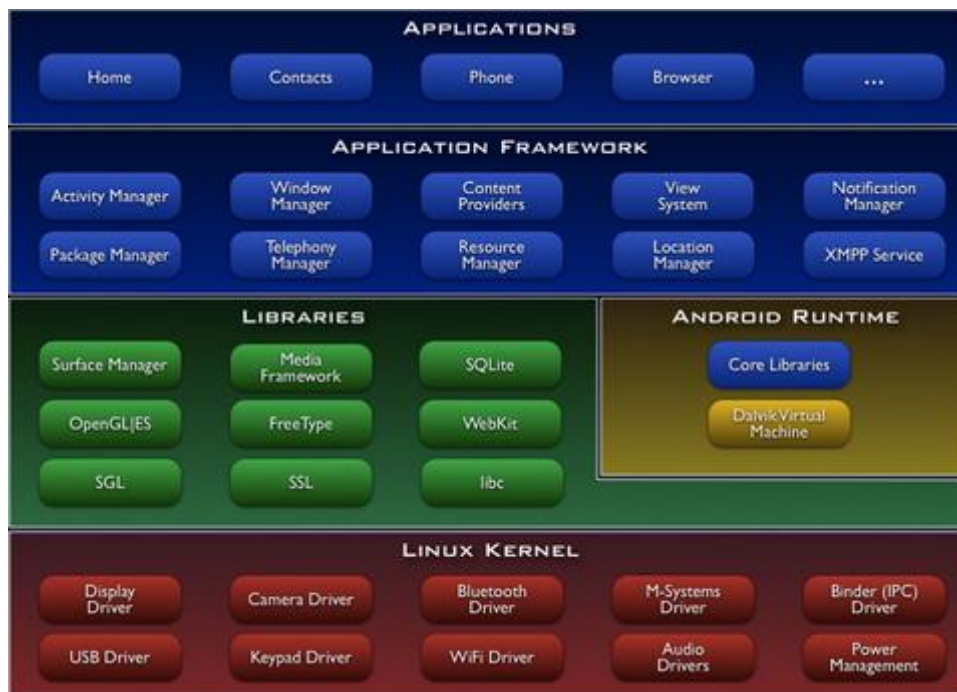 APPLICATIONS
Home
Contacts
Phone
Browser
...
APPLICATION FRAMEWORK
Activity Manager
Window
Manager
Content
Providers
View
System
Notification
Manager
Package Manager
Telephony
Manager
Resource
Manager
Location
Manager
XMPP Service
LIBRARIES
Surface Manager
Media
Framework
SQLite
OpenGL|ES
FreeType
WebKit
SGL
SSL
libc
ANDROID RUNTIME
Core Libraries
Dalvik Virtual
Machine
LINUX KERNEL
Display
Driver
Camera Driver
Bluetooth
Driver
M-Systems
Driver
Binder (IPC)
Driver
USB Driver
Keypad Driver
WiFi Driver
Audio
Drivers
Power
Management